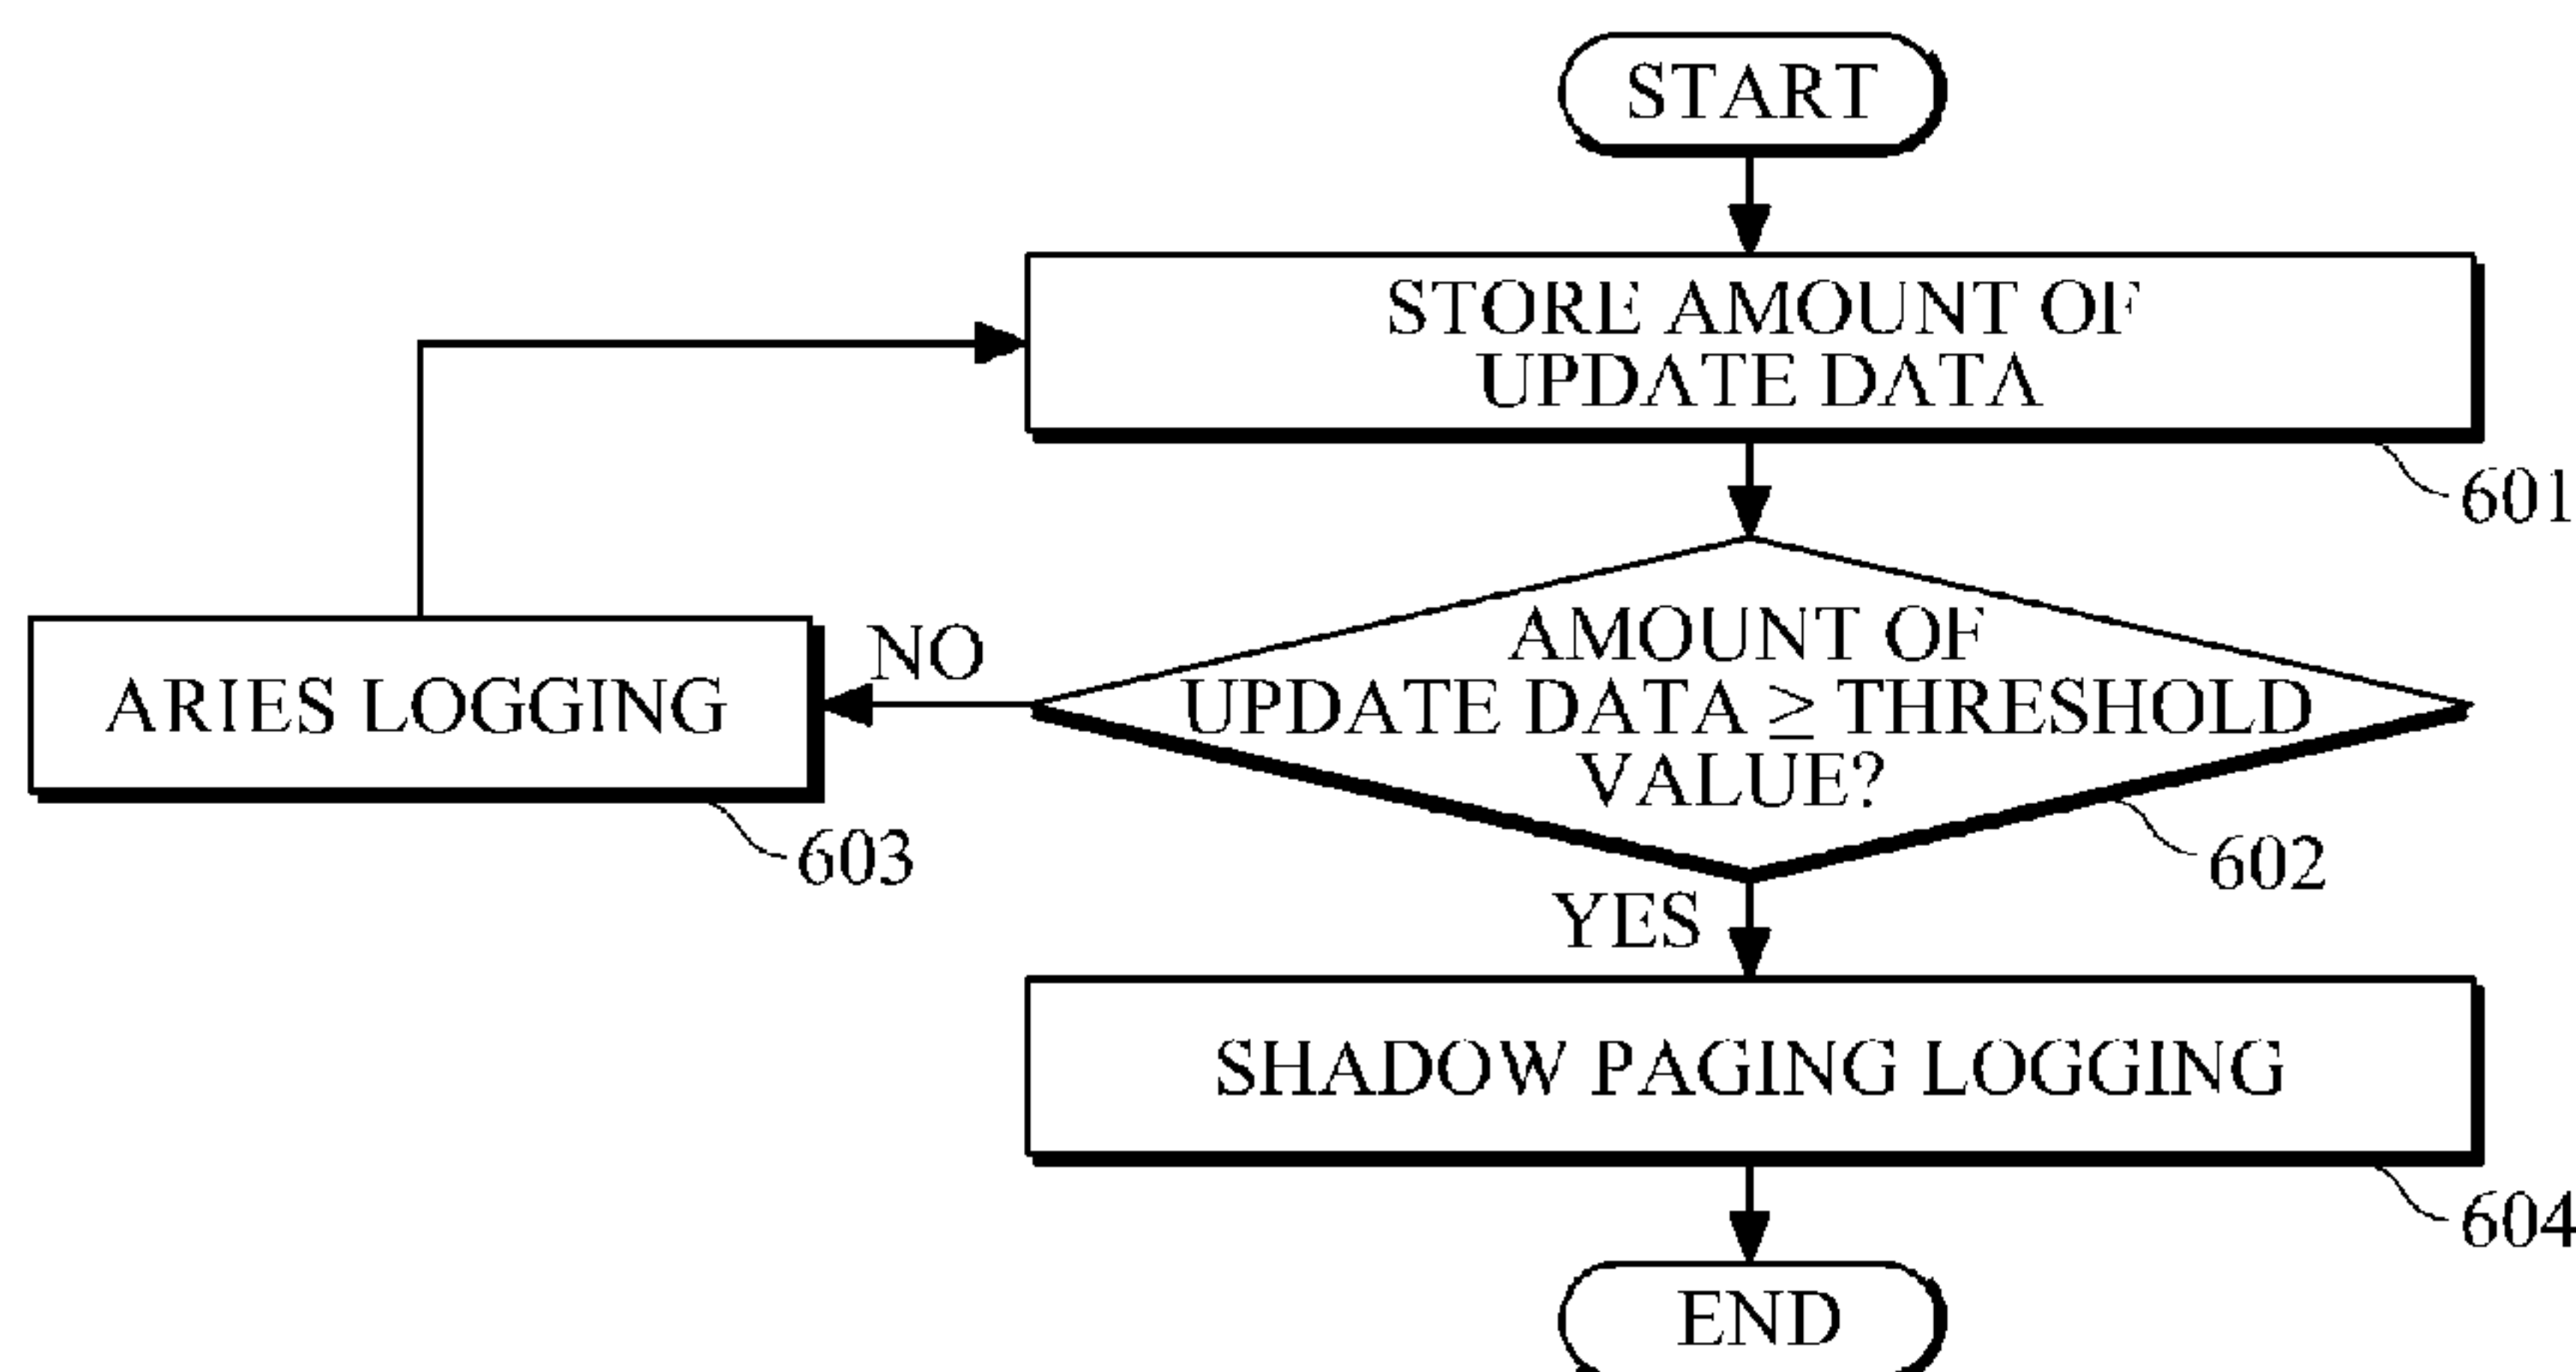 START
STORE AMOUNT OF
UPDATE DATA
601
AMOUNT OF
UPDATE DATA ≥ THRESHOLD
VALUE?
NO
ARIES LOGGING
603
602
YES
SHADOW PAGING LOGGING
604
END